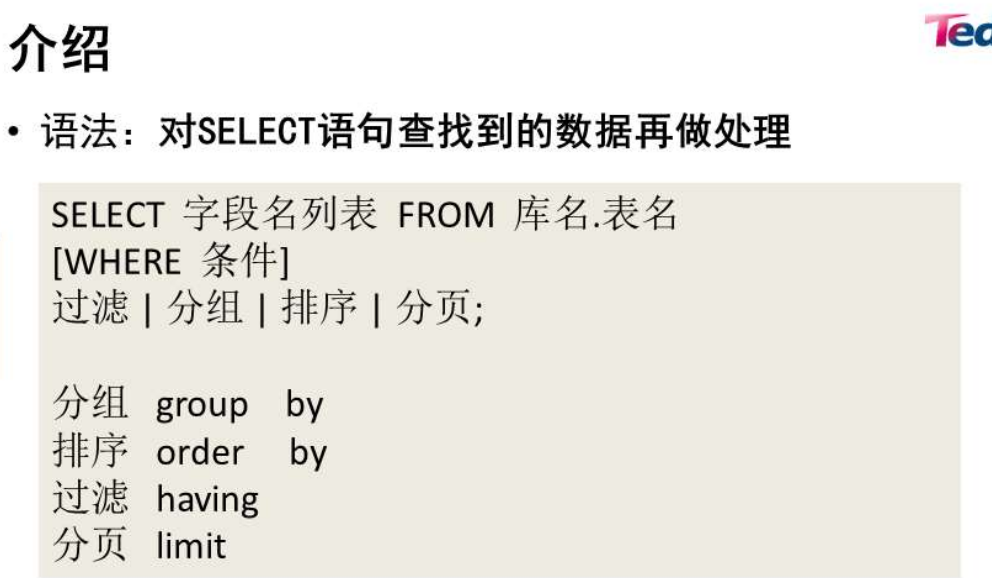 介绍
• 语法：对SELECT语句查找到的数据再做处理
SELECT 字段名列表 FROM 库名.表名
[WHERE 条件]
过滤 | 分组 | 排序 | 分页;
分组 group by
排序 order by
过滤 having
分页 limit